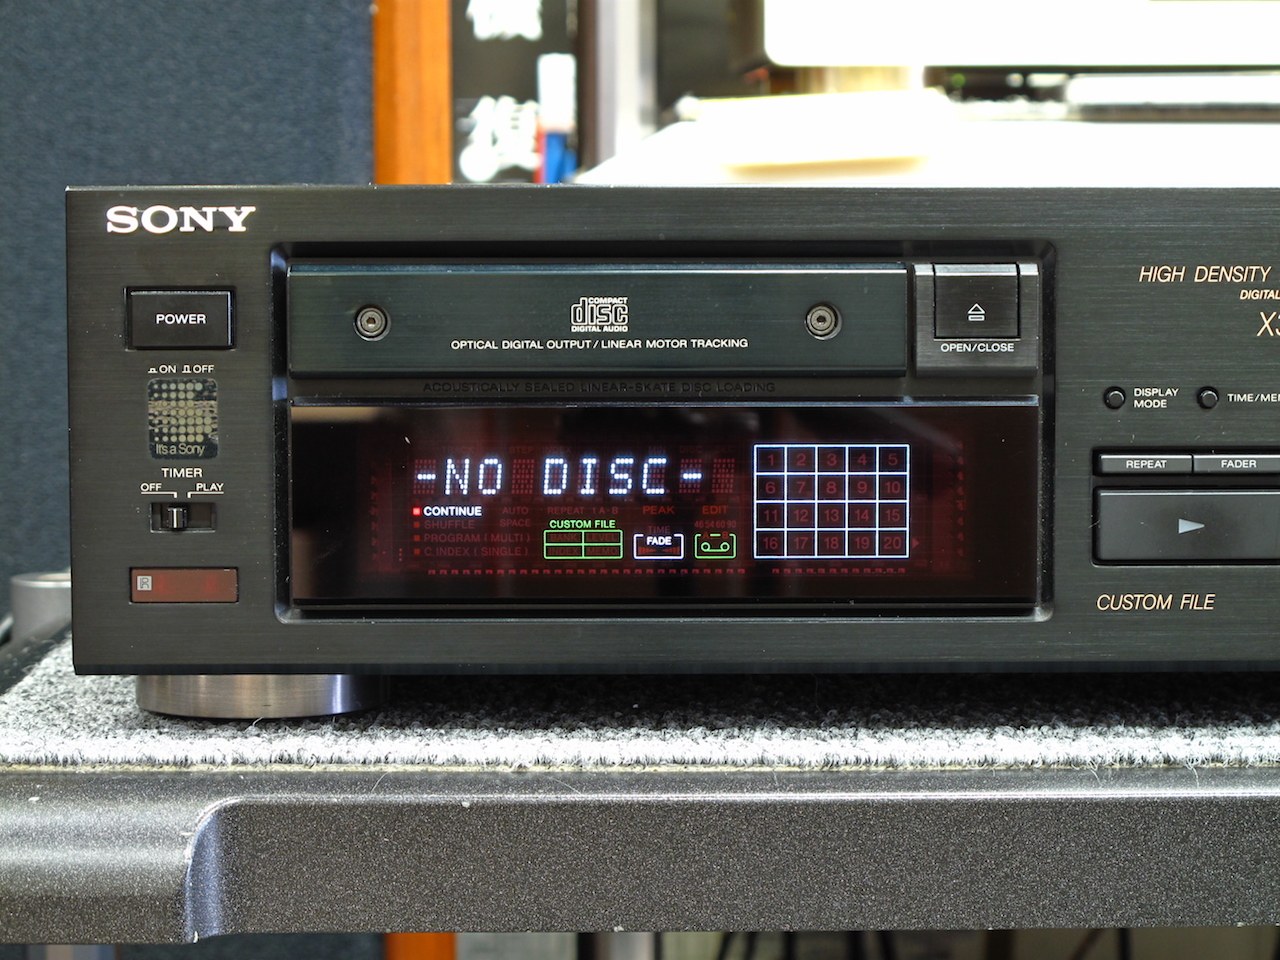 SONY
POWER
ON OFF
It's a Sony
TIMER
OFF PLAY
COMPACT
disc
DIGITAL AUDIO
OPTICAL DIGITAL OUTPUT / LINEAR MOTOR TRACKING
OPEN/CLOSE
ACOUSTICALLY SEALED LINEAR-SKATE DISC LOADING
-NO DISC-
CONTINUE
SHUFFLE
PROGRAM ( MULTI )
C.INDEX ( SINGLE )
AUTO
SPACE
REPEAT 1 A-B
PEAK
EDIT
CUSTOM FILE
BANK LEVEL
INDEX MEMO
TIME
FADE
1 2 3 4 5
6 7 8 9 10
11 12 13 14 15
16 17 18 19 20
HIGH DENSITY
DIGITAL
DISPLAY
MODE
TIME/ME
REPEAT
FADER
CUSTOM FILE